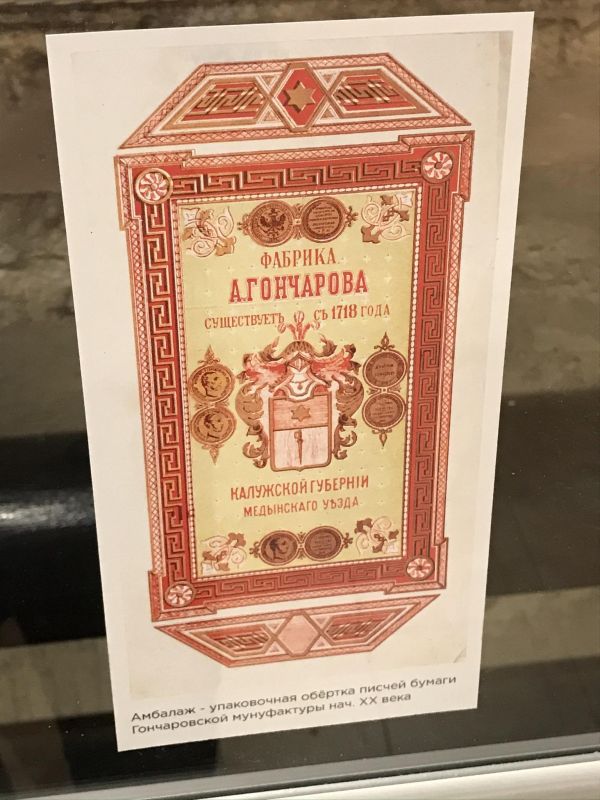 ФАБРИКА
А.ГОНЧАРОВА
СУЩЕСТВУЕТЪ СЪ 1718 ГОДА
КАЛУЖСКОЙ ГУБЕРНІИ
МЕДЫНСКАГО УѢЗДА
Амбалаж - упаковочная обёртка писчей бумаги
Гончаровской мунуфактуры нач. XX века